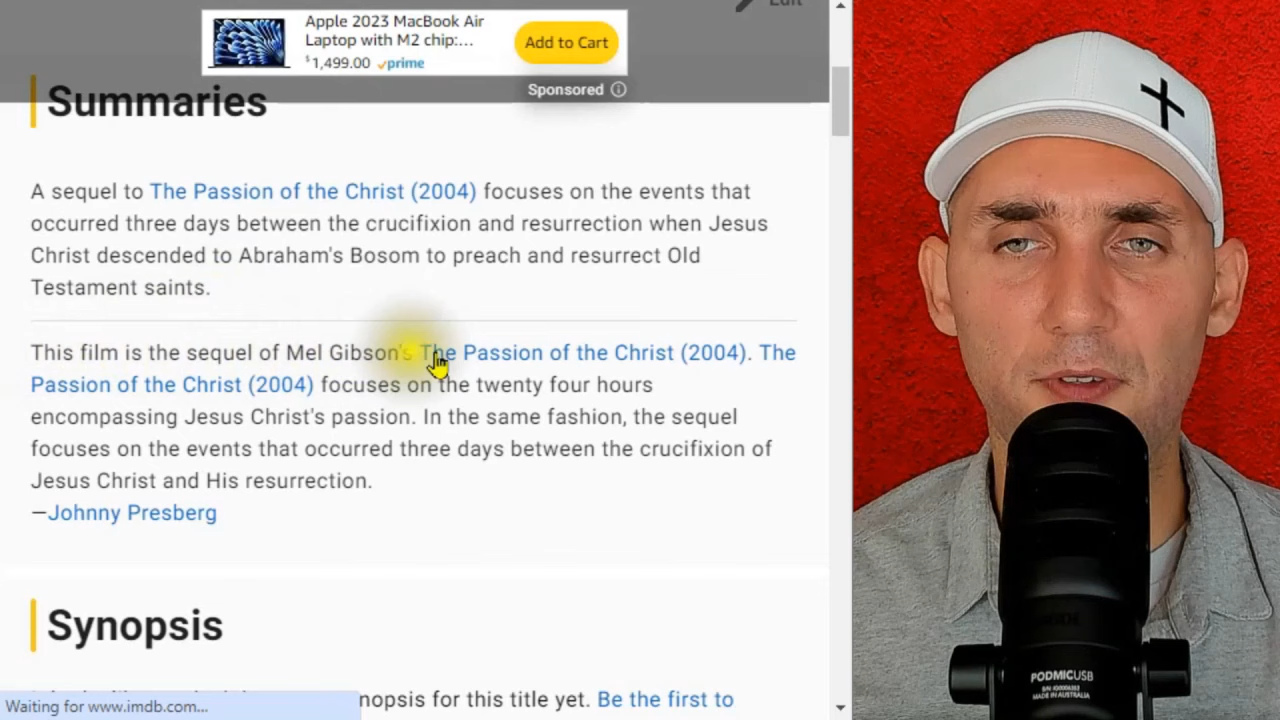 Edit
Apple 2023 MacBook Air
Laptop with M2 chip:...
$1,499.00 prime
Add to Cart
Sponsored
Summaries
A sequel to The Passion of the Christ (2004) focuses on the events that
occurred three days between the crucifixion and resurrection when Jesus
Christ descended to Abraham's Bosom to preach and resurrect Old
Testament saints.
This film is the sequel of Mel Gibson's The Passion of the Christ (2004). The
Passion of the Christ (2004) focuses on the twenty four hours
encompassing Jesus Christ's passion. In the same fashion, the sequel
focuses on the events that occurred three days between the crucifixion of
Jesus Christ and His resurrection.
—Johnny Presberg
Synopsis
nopsis for this title yet. Be the first to
Waiting for www.imdb.com...
PODMICUSB
MADE IN AUSTRALIA